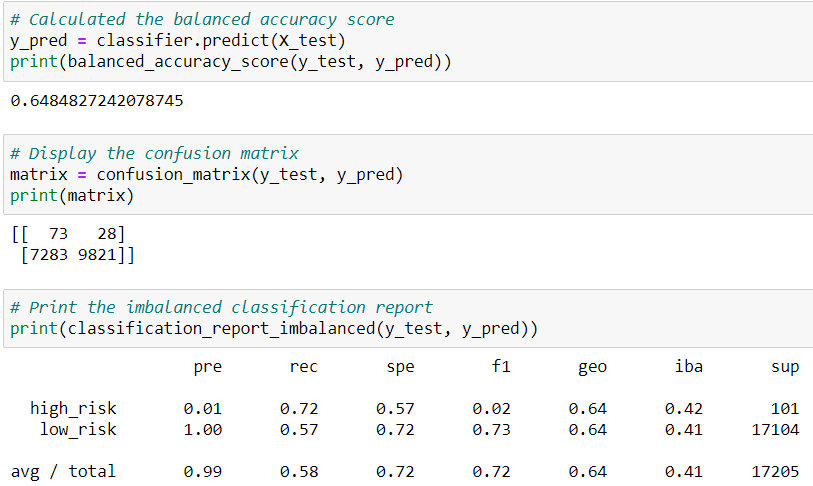 # Calculated the balanced accuracy score
y_pred = classifier.predict(X_test)
print(balanced_accuracy_score(y_test, y_pred))
0.6484827242078745
# Display the confusion matrix
matrix = confusion_matrix(y_test, y_pred)
print(matrix)
[[  73   28]
 [7283 9821]]
# Print the imbalanced classification report
print(classification_report_imbalanced(y_test, y_pred))
                   pre       rec       spe        f1       geo       iba       sup
  high_risk       0.01      0.72      0.57      0.02      0.64      0.42       101
   low_risk       1.00      0.57      0.72      0.73      0.64      0.41     17104
avg / total       0.99      0.58      0.72      0.72      0.64      0.41     17205